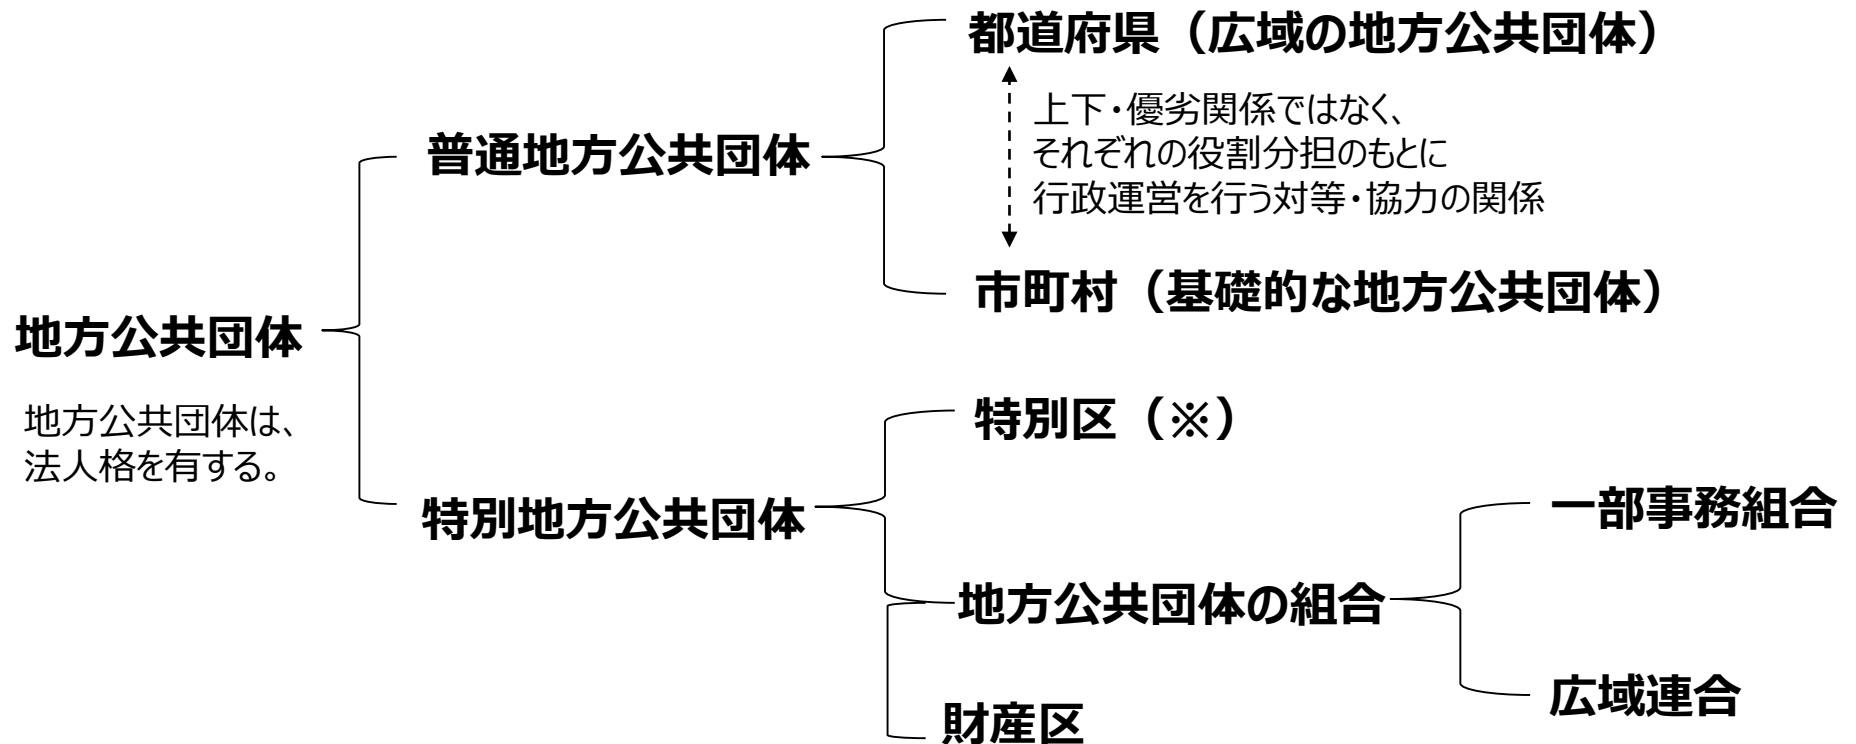 都道府県（広域の地方公共団体）
上下・優劣関係ではなく、
それぞれの役割分担のもとに
行政運営を行う対等・協力の関係
普通地方公共団体
市町村（基礎的な地方公共団体）
地方公共団体
地方公共団体は、
法人格を有する。
特別区（※）
特別地方公共団体
一部事務組合
地方公共団体の組合
広域連合
財産区